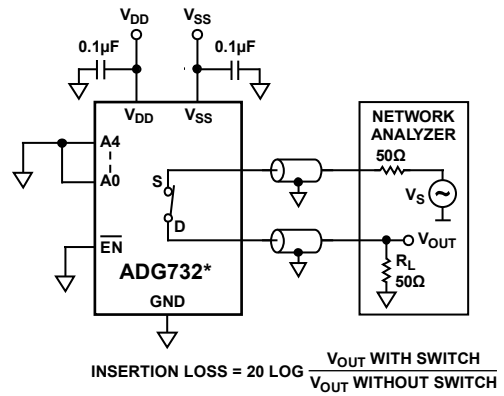 VDD
VSS
0.1µF
0.1µF
VDD
VSS
NETWORK
ANALYZER
A4
50Ω
A0
S
VS
D
VOUT
EN
RL
50Ω
ADG732*
GND
INSERTION LOSS = 20 LOG VOUT WITH SWITCH
VOUT WITHOUT SWITCH